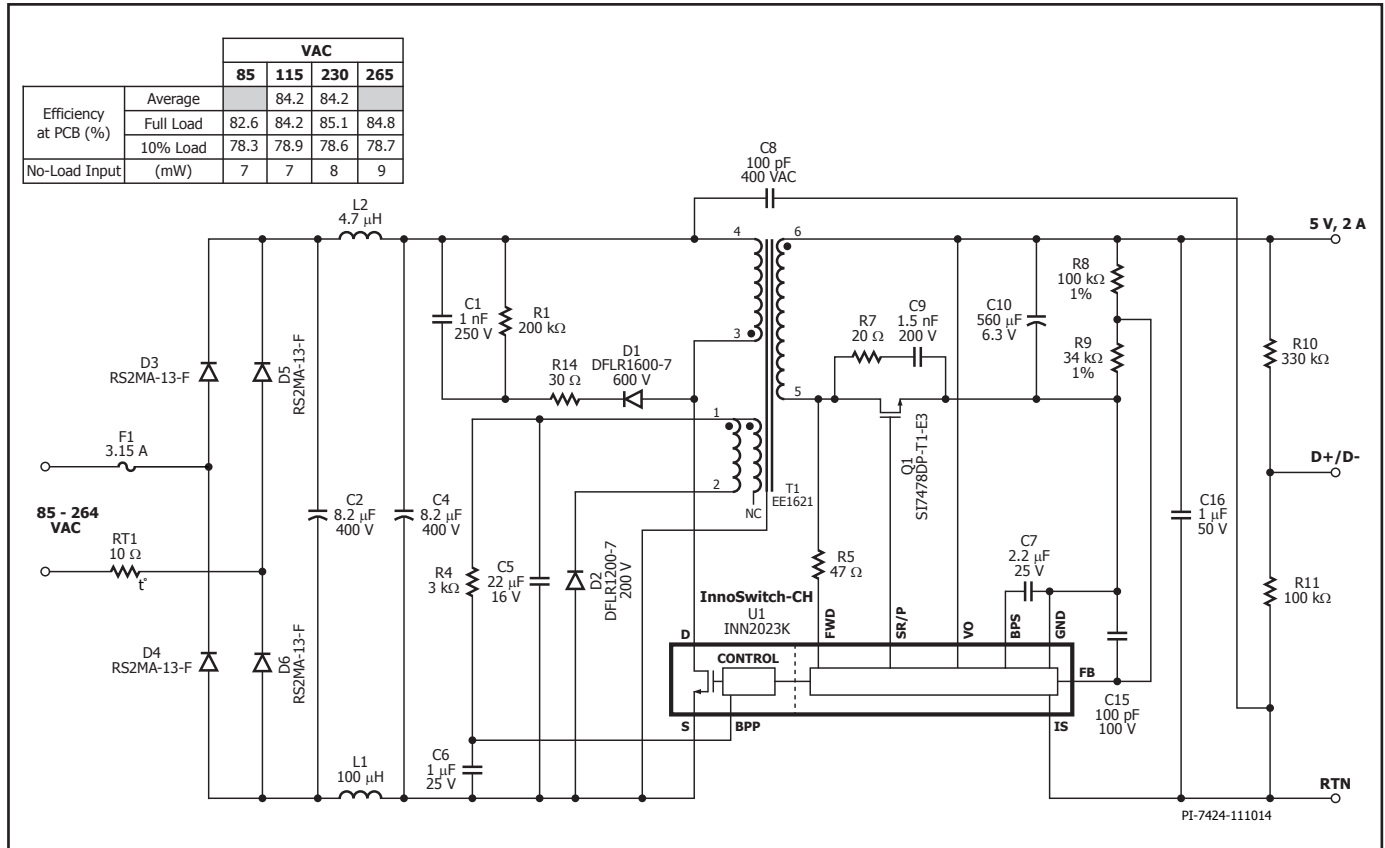 VAC
85 115 230 265
Efficiency
at PCB (%)
Average 84.2 84.2
Full Load 82.6 84.2 85.1 84.8
10% Load 78.3 78.9 78.6 78.7
No-Load Input (mW) 7 7 8 9
C8
100 pF
400 VAC
L2
4.7 μH
4
6
5 V, 2 A
C1
1 nF
250 V
R1
200 kΩ
3
R7
20 Ω
C9
1.5 nF
200 V
C10
560 μF
6.3 V
R8
100 kΩ
1%
R9
34 kΩ
1%
R10
330 kΩ
D3
RS2MA-13-F
D5
RS2MA-13-F
R14
30 Ω
D1
DFLR1600-7
600 V
5
1
2
NC
T1
EE1621
Q1
SI7478DP-T1-E3
D+/D-
F1
3.15 A
85 - 264
VAC
RT1
10 Ω
t°
C2
8.2 μF
400 V
C4
8.2 μF
400 V
R4
3 kΩ
C5
22 μF
16 V
D2
DFLR1200-7
200 V
R5
47 Ω
C7
2.2 μF
25 V
C16
1 μF
50 V
R11
100 kΩ
D4
RS2MA-13-F
D6
RS2MA-13-F
InnoSwitch-CH
U1
INN2023K
D
FWD
SR/P
VO
BPS
GND
CONTROL
FB
S
BPP
IS
C15
100 pF
100 V
C6
1 μF
25 V
L1
100 μH
RTN
PI-7424-111014